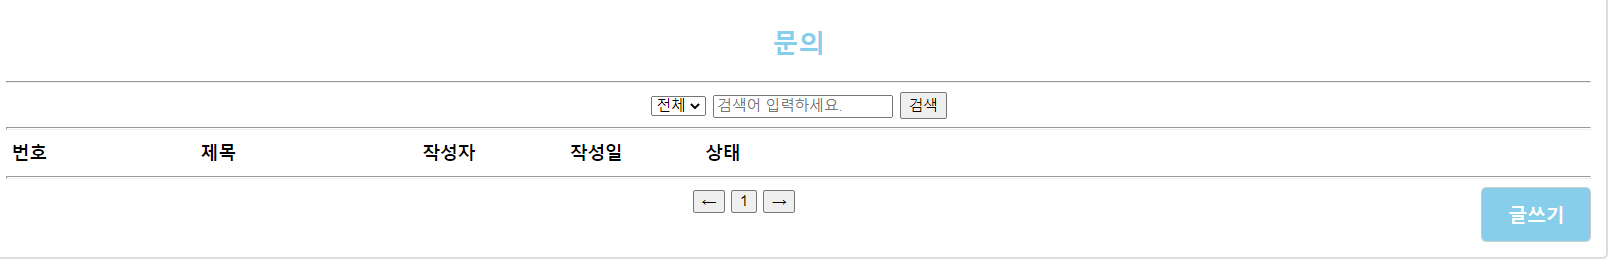 문의
전체 검색어 입력하세요. 검색
번호 제목 작성자 작성일 상태
← 1 → 글쓰기